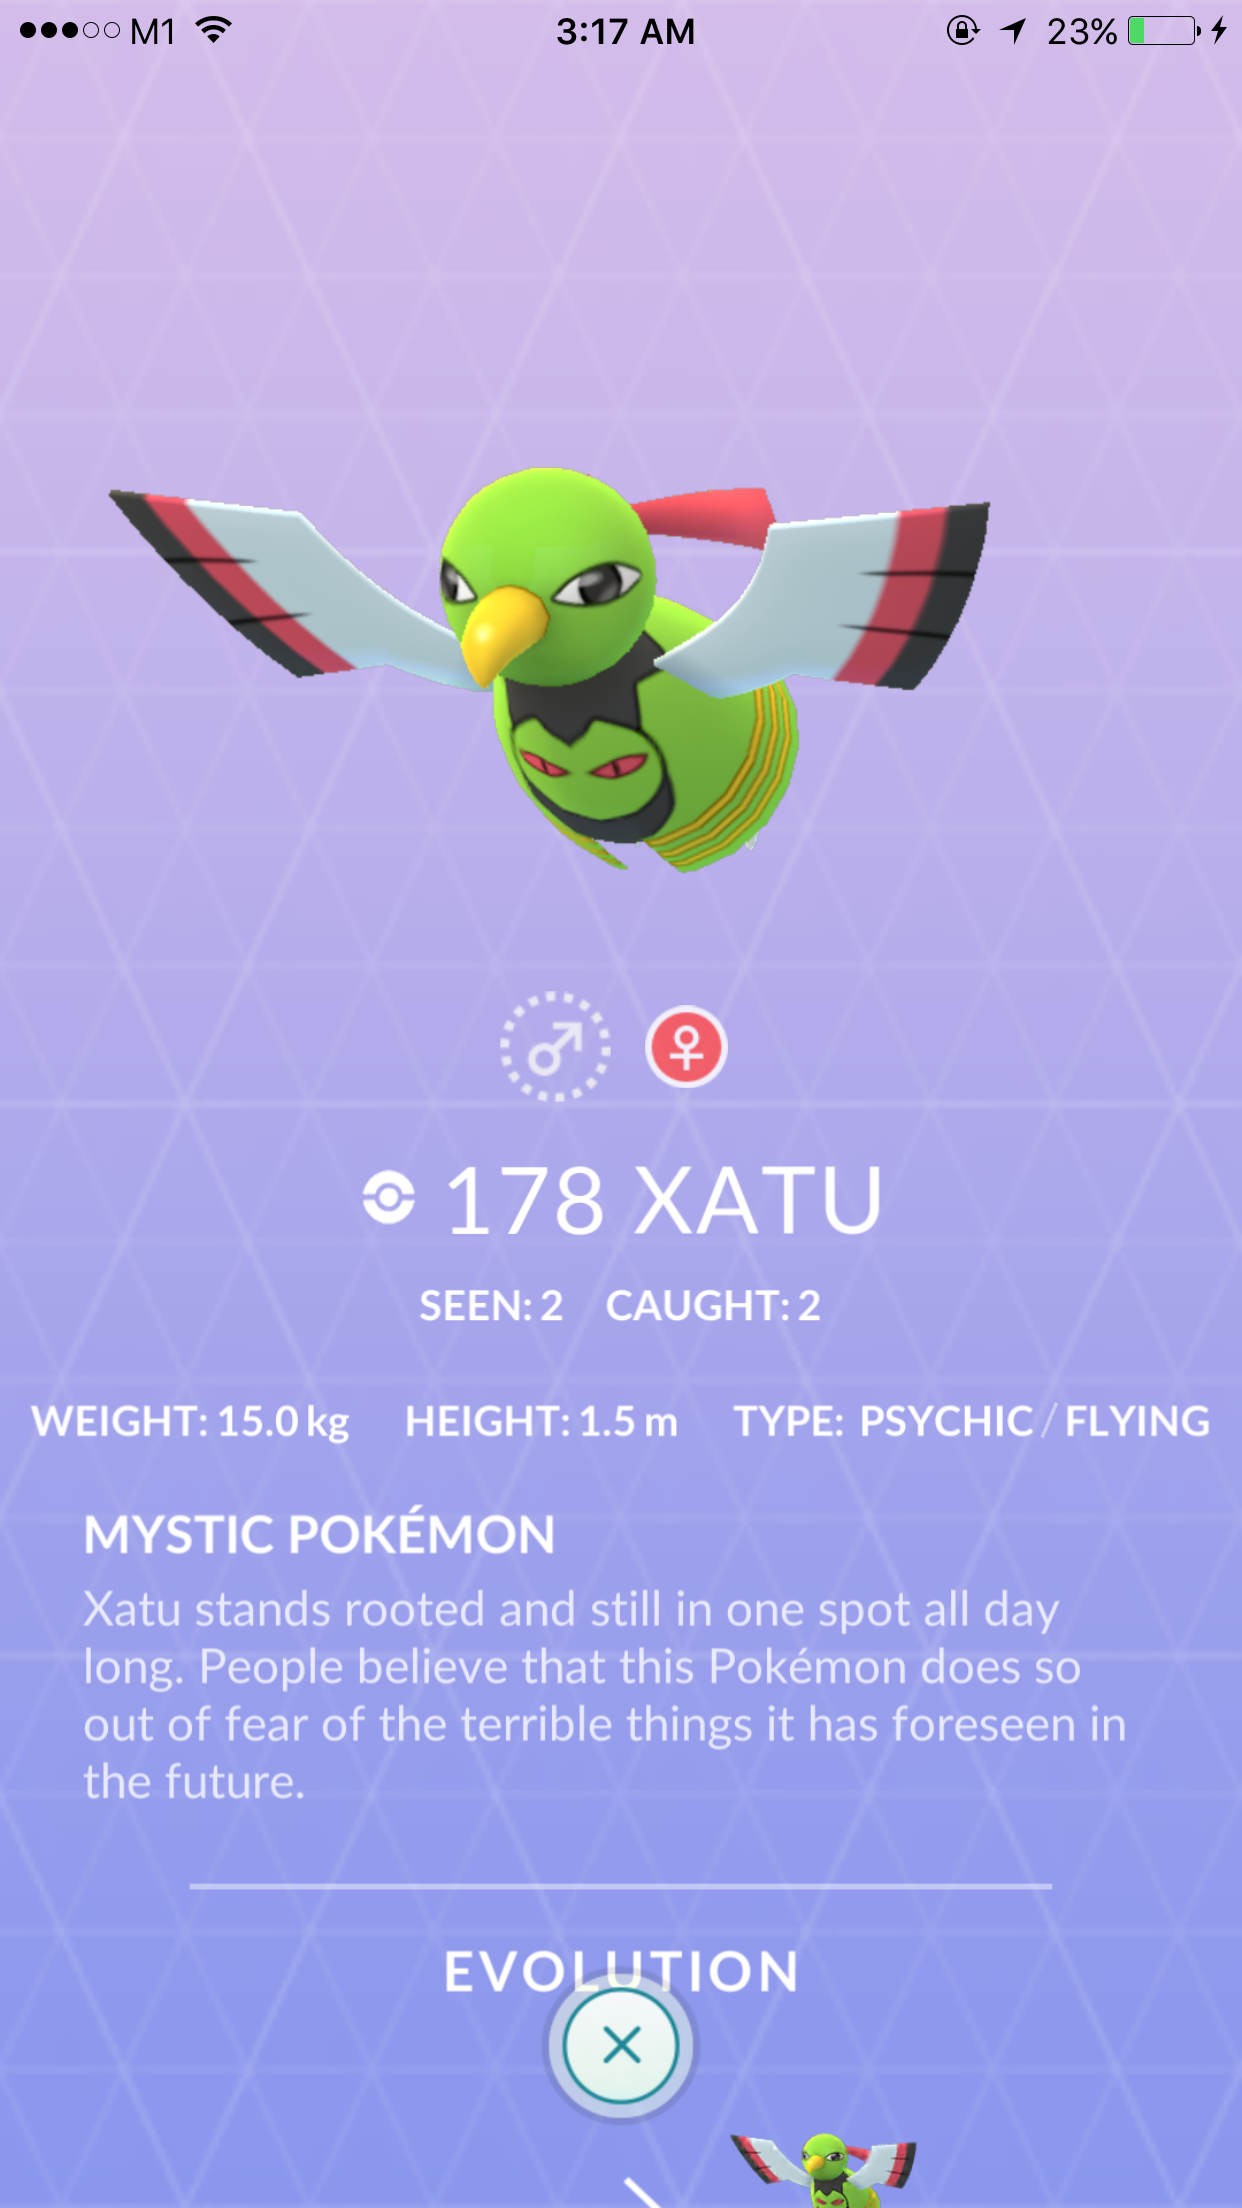 M1 3:17 AM 23%
178 XATU
SEEN: 2 CAUGHT: 2
WEIGHT: 15.0 kg HEIGHT: 1.5 m TYPE: PSYCHIC / FLYING
MYSTIC POKÉMON
Xatu stands rooted and still in one spot all day
long. People believe that this Pokémon does so
out of fear of the terrible things it has foreseen in
the future.
EVOLUTION